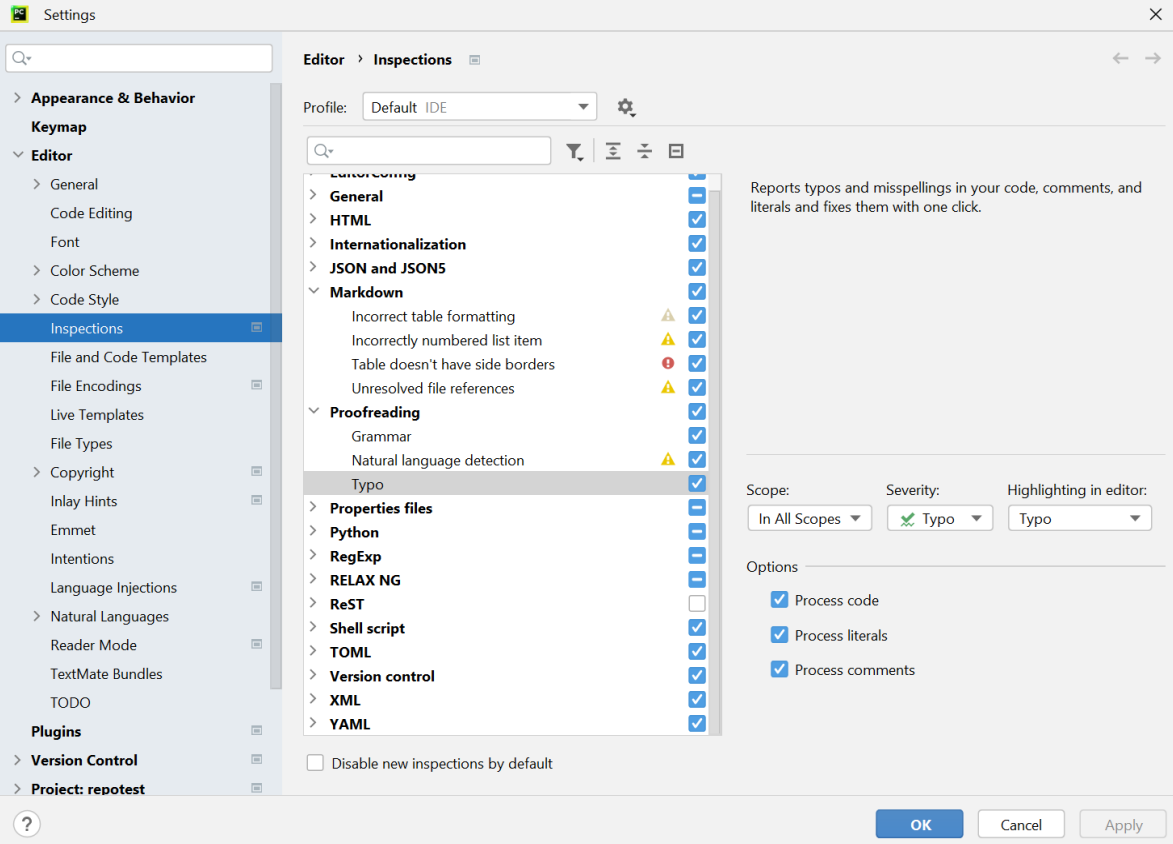 PC
Settings
Appearance & Behavior
Keymap
Editor
General
Code Editing
Font
Color Scheme
Code Style
Inspections
File and Code Templates
File Encodings
Live Templates
File Types
Copyright
Inlay Hints
Emmet
Intentions
Language Injections
Natural Languages
Reader Mode
TextMate Bundles
TODO
Plugins
Version Control
Project: repotest
Editor › Inspections
Profile: Default IDE
EditorConfig
General
HTML
Internationalization
JSON and JSON5
Markdown
Incorrect table formatting
Incorrectly numbered list item
Table doesn't have side borders
Unresolved file references
Proofreading
Grammar
Natural language detection
Typo
Properties files
Python
RegExp
RELAX NG
ReST
Shell script
TOML
Version control
XML
YAML
Disable new inspections by default
Reports typos and misspellings in your code, comments, and
literals and fixes them with one click.
Scope: Severity: Highlighting in editor:
In All Scopes Typo Typo
Options
Process code
Process literals
Process comments
? OK Cancel Apply